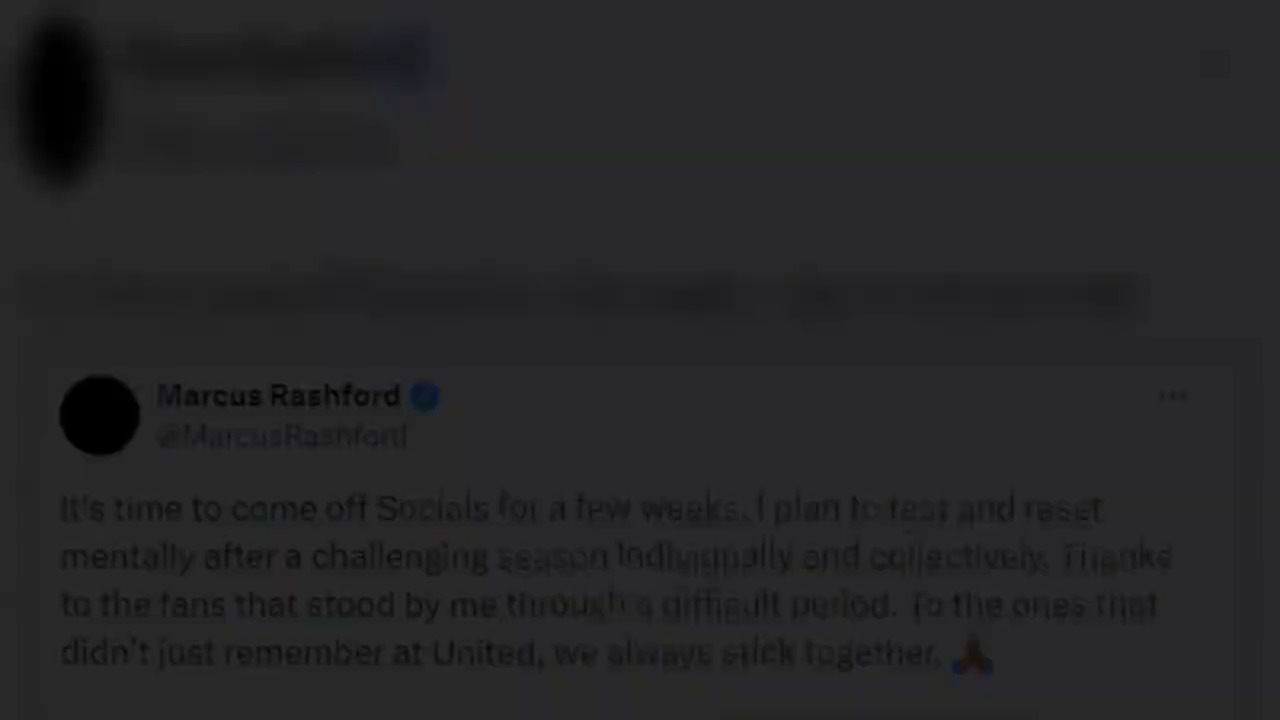 Marcus Rashford
@MarcusRashford
It's time to come off Socials for a few weeks. I plan to rest and reset
mentally after a challenging season individually and collectively. Thanks
to the fans that stood by me through a difficult period. To the ones that
didn't just remember at United, we always stick together. 🙏